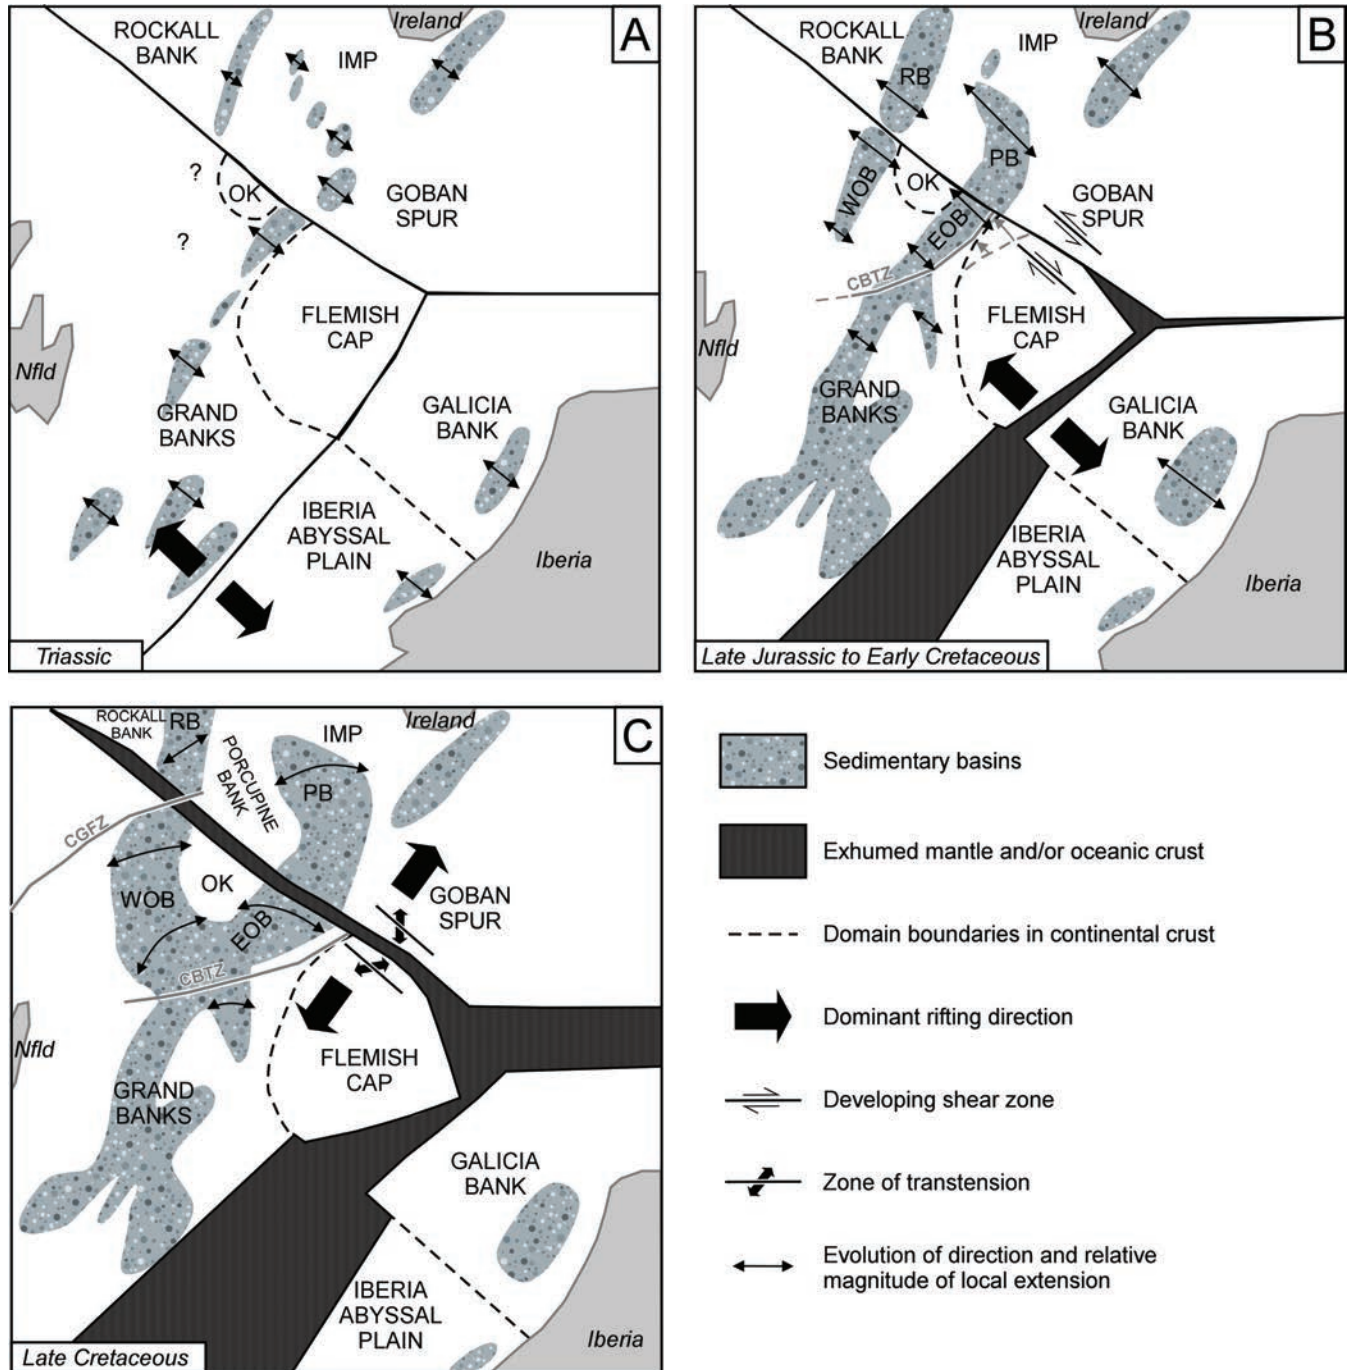 A
Ireland
ROCKALL
BANK
IMP
?
OK
GOBAN
SPUR
?
FLEMISH
CAP
Nfld
GRAND
BANKS
GALICIA
BANK
IBERIA
ABYSSAL
PLAIN
Iberia
Triassic
B
Ireland
ROCKALL
BANK
IMP
RB
PB
OK
WOB
GOBAN
SPUR
EOB
CBTZ
FLEMISH
CAP
Nfld
GRAND
BANKS
GALICIA
BANK
IBERIA
ABYSSAL
PLAIN
Iberia
Late Jurassic to Early Cretaceous
C
ROCKALL
BANK
RB
IMP
Ireland
PORCUPINE
BANK
PB
CGFZ
OK
WOB
GOBAN
SPUR
EOB
CBTZ
Nfld
FLEMISH
CAP
GRAND
BANKS
GALICIA
BANK
IBERIA
ABYSSAL
PLAIN
Iberia
Late Cretaceous
Sedimentary basins
Exhumed mantle and/or oceanic crust
Domain boundaries in continental crust
Dominant rifting direction
Developing shear zone
Zone of transtension
Evolution of direction and relative
magnitude of local extension